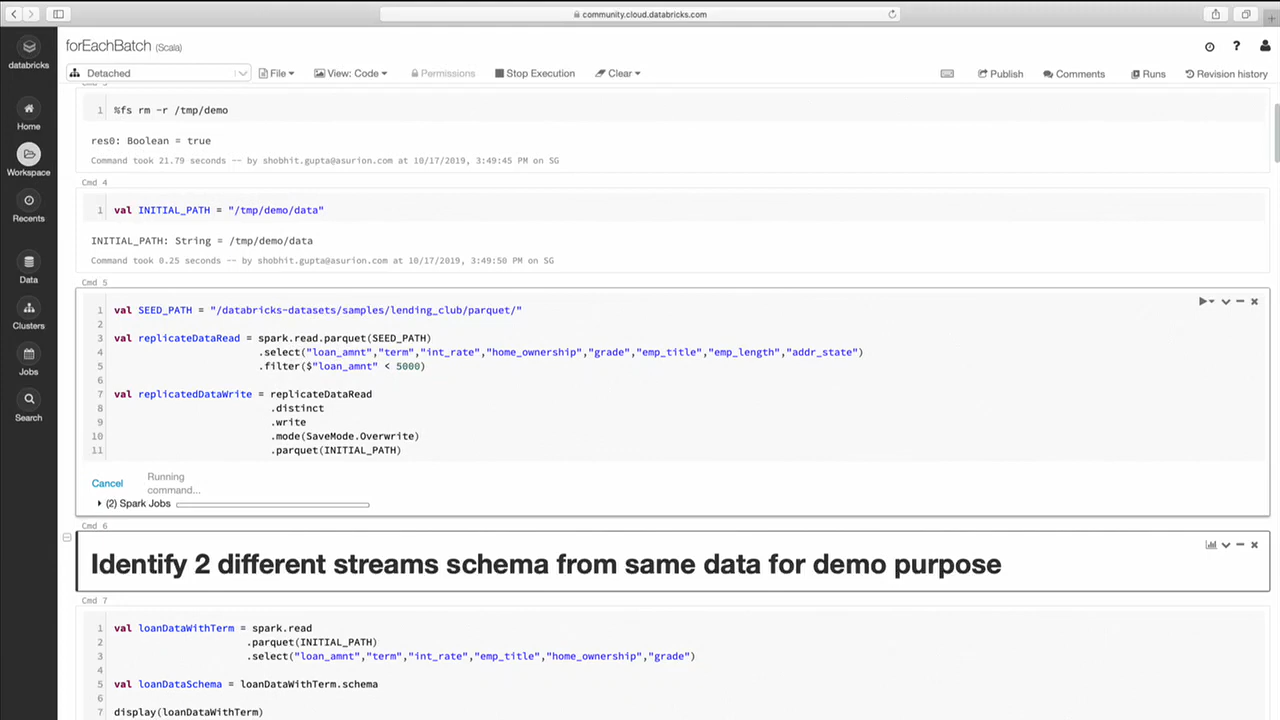 community.cloud.databricks.com
forEachBatch (Scala)
databricks
Detached
File
View: Code
Permissions
Stop Execution
Clear
Publish
Comments
Runs
Revision history
Home
Workspace
Recents
Data
Clusters
Jobs
Search
1 %fs rm -r /tmp/demo
res0: Boolean = true
Command took 21.79 seconds -- by shobhit.gupta@asurion.com at 10/17/2019, 3:49:45 PM on SG
Cmd 4
1 val INITIAL_PATH = "/tmp/demo/data"
INITIAL_PATH: String = /tmp/demo/data
Command took 0.25 seconds -- by shobhit.gupta@asurion.com at 10/17/2019, 3:49:50 PM on SG
Cmd 5
1 val SEED_PATH = "/databricks-datasets/samples/lending_club/parquet/"
2
3 val replicateDataRead = spark.read.parquet(SEED_PATH)
4 .select("loan_amnt","term","int_rate","home_ownership","grade","emp_title","emp_length","addr_state")
5 .filter($"loan_amnt" < 5000)
6
7 val replicatedDataWrite = replicateDataRead
8 .distinct
9 .write
10 .mode(SaveMode.Overwrite)
11 .parquet(INITIAL_PATH)
Cancel
Running
command...
(2) Spark Jobs
Cmd 6
Identify 2 different streams schema from same data for demo purpose
Cmd 7
1 val loanDataWithTerm = spark.read
2 .parquet(INITIAL_PATH)
3 .select("loan_amnt","term","int_rate","emp_title","home_ownership","grade")
4
5 val loanDataSchema = loanDataWithTerm.schema
6
7 display(loanDataWithTerm)